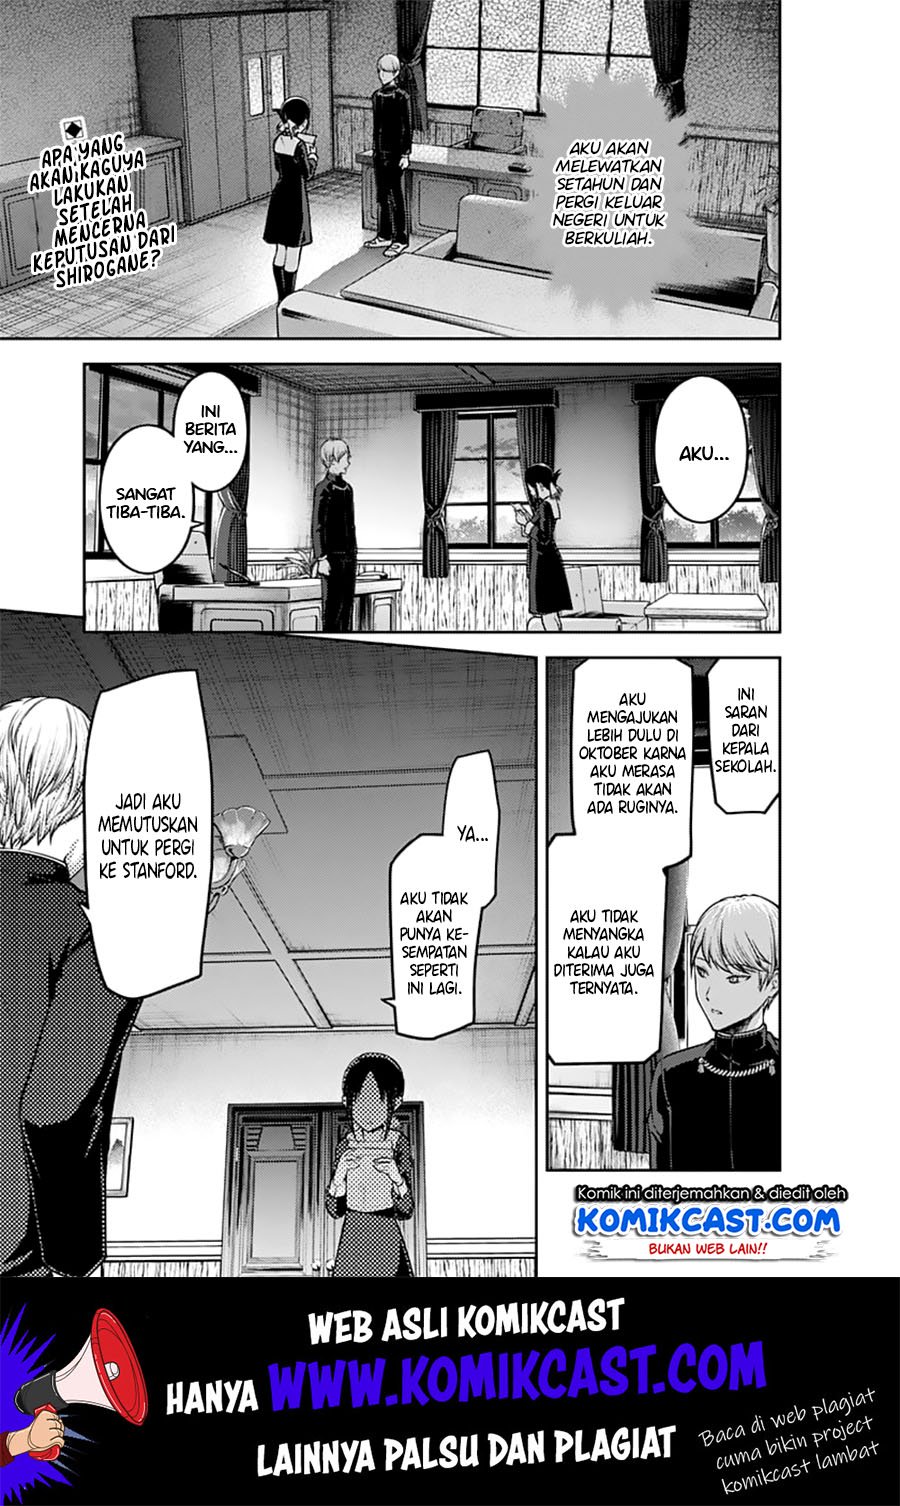 AKU AKAN
MELEWATKAN
SETAHUN DAN
PERGI KELUAR
NEGERI UNTUK
BERKULIAH.
APA YANG
AKAN KAGUYA
LAKUKAN
SETELAH
MENCERNA
KEPUTUSAN DARI
SHIROGANE?
AKU...
INI
BERITA
YANG...
SANGAT
TIBA-TIBA.
INI
SARAN
DARI
KEPALA
SEKOLAH.
AKU
MENGAJUKAN
LEBIH DULU DI
OKTOBER KARNA
AKU MERASA
TIDAK AKAN
ADA RUGINYA.
AKU TIDAK
MENYANGKA
KALAU AKU
DITERIMA JUGA
TERNYATA.
YA...
AKU TIDAK
AKAN
PUNYA KE-
SEMPATAN
SEPERTI
INI LAGI.
JADI AKU
MEMUTUSKAN
UNTUK PERGI
KE STANFORD.
Komik ini diterjemahkan & diedit oleh
KOMIKCAST.COM
BUKAN WEB LAIN!!
WEB ASLI KOMIKCAST
HANYA WWW.KOMIKCAST.COM
LAINNYA PALSU DAN PLAGIAT
Baca di web plagiat
cuma bikin project
komikcast lambat